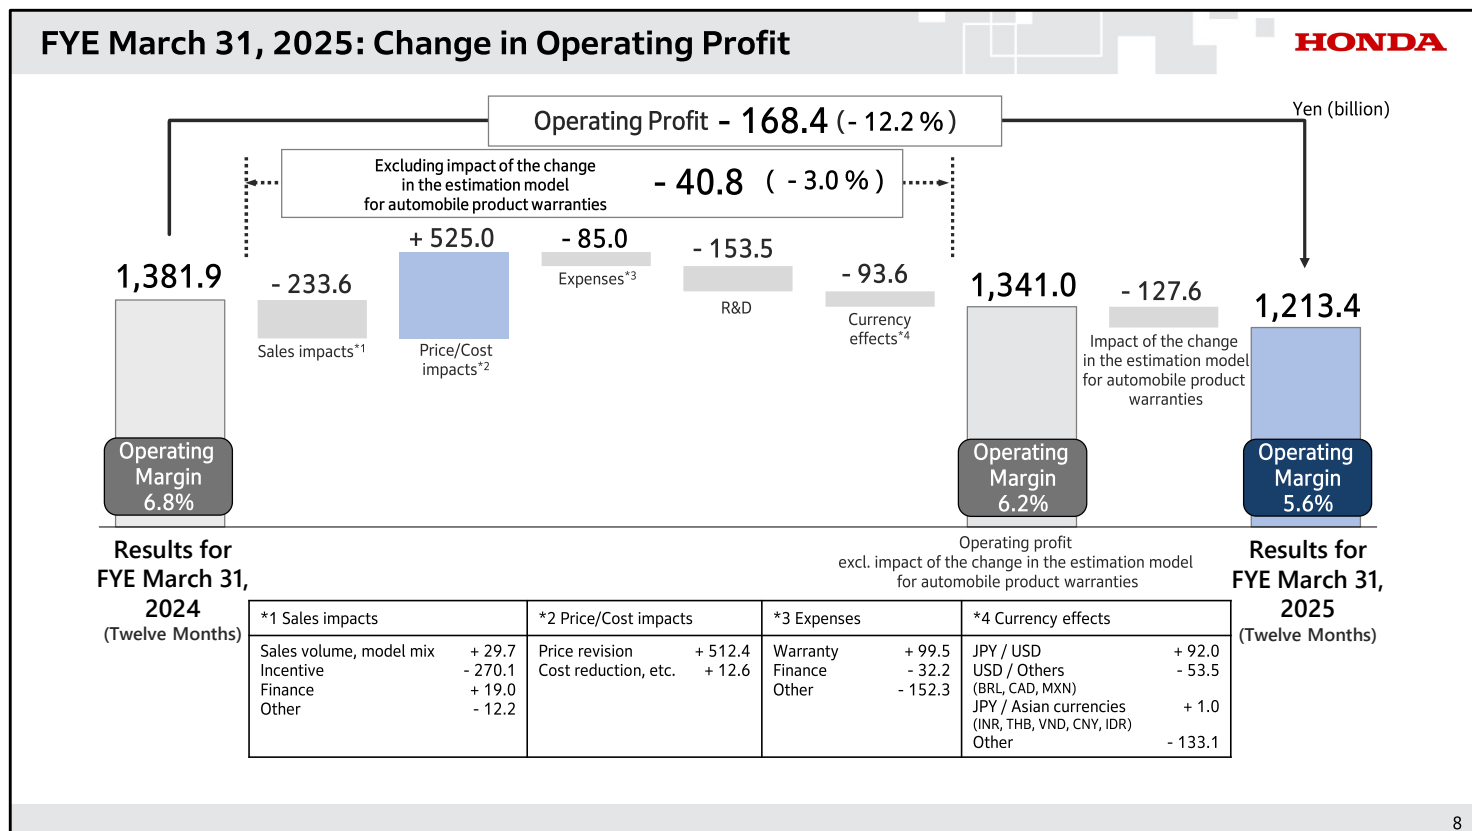 FYE March 31, 2025: Change in Operating Profit
HONDA
Yen (billion)
Operating Profit - 168.4 (- 12.2 %)
Excluding impact of the change
in the estimation model
for automobile product warranties
- 40.8 ( - 3.0 % )
1,381.9
- 233.6
Sales impacts*1
+ 525.0
Price/Cost
impacts*2
- 85.0
Expenses*3
- 153.5
R&D
- 93.6
Currency
effects*4
1,341.0
- 127.6
Impact of the change
in the estimation model
for automobile product
warranties
1,213.4
Operating
Margin
6.8%
Operating
Margin
6.2%
Operating
Margin
5.6%
Results for
FYE March 31,
2024
(Twelve Months)
Operating profit
excl. impact of the change in the estimation model
for automobile product warranties
Results for
FYE March 31,
2025
(Twelve Months)
*1 Sales impacts
Sales volume, model mix + 29.7
Incentive - 270.1
Finance + 19.0
Other - 12.2
*2 Price/Cost impacts
Price revision + 512.4
Cost reduction, etc. + 12.6
*3 Expenses
Warranty + 99.5
Finance - 32.2
Other - 152.3
*4 Currency effects
JPY / USD + 92.0
USD / Others - 53.5
(BRL, CAD, MXN)
JPY / Asian currencies + 1.0
(INR, THB, VND, CNY, IDR)
Other - 133.1
8